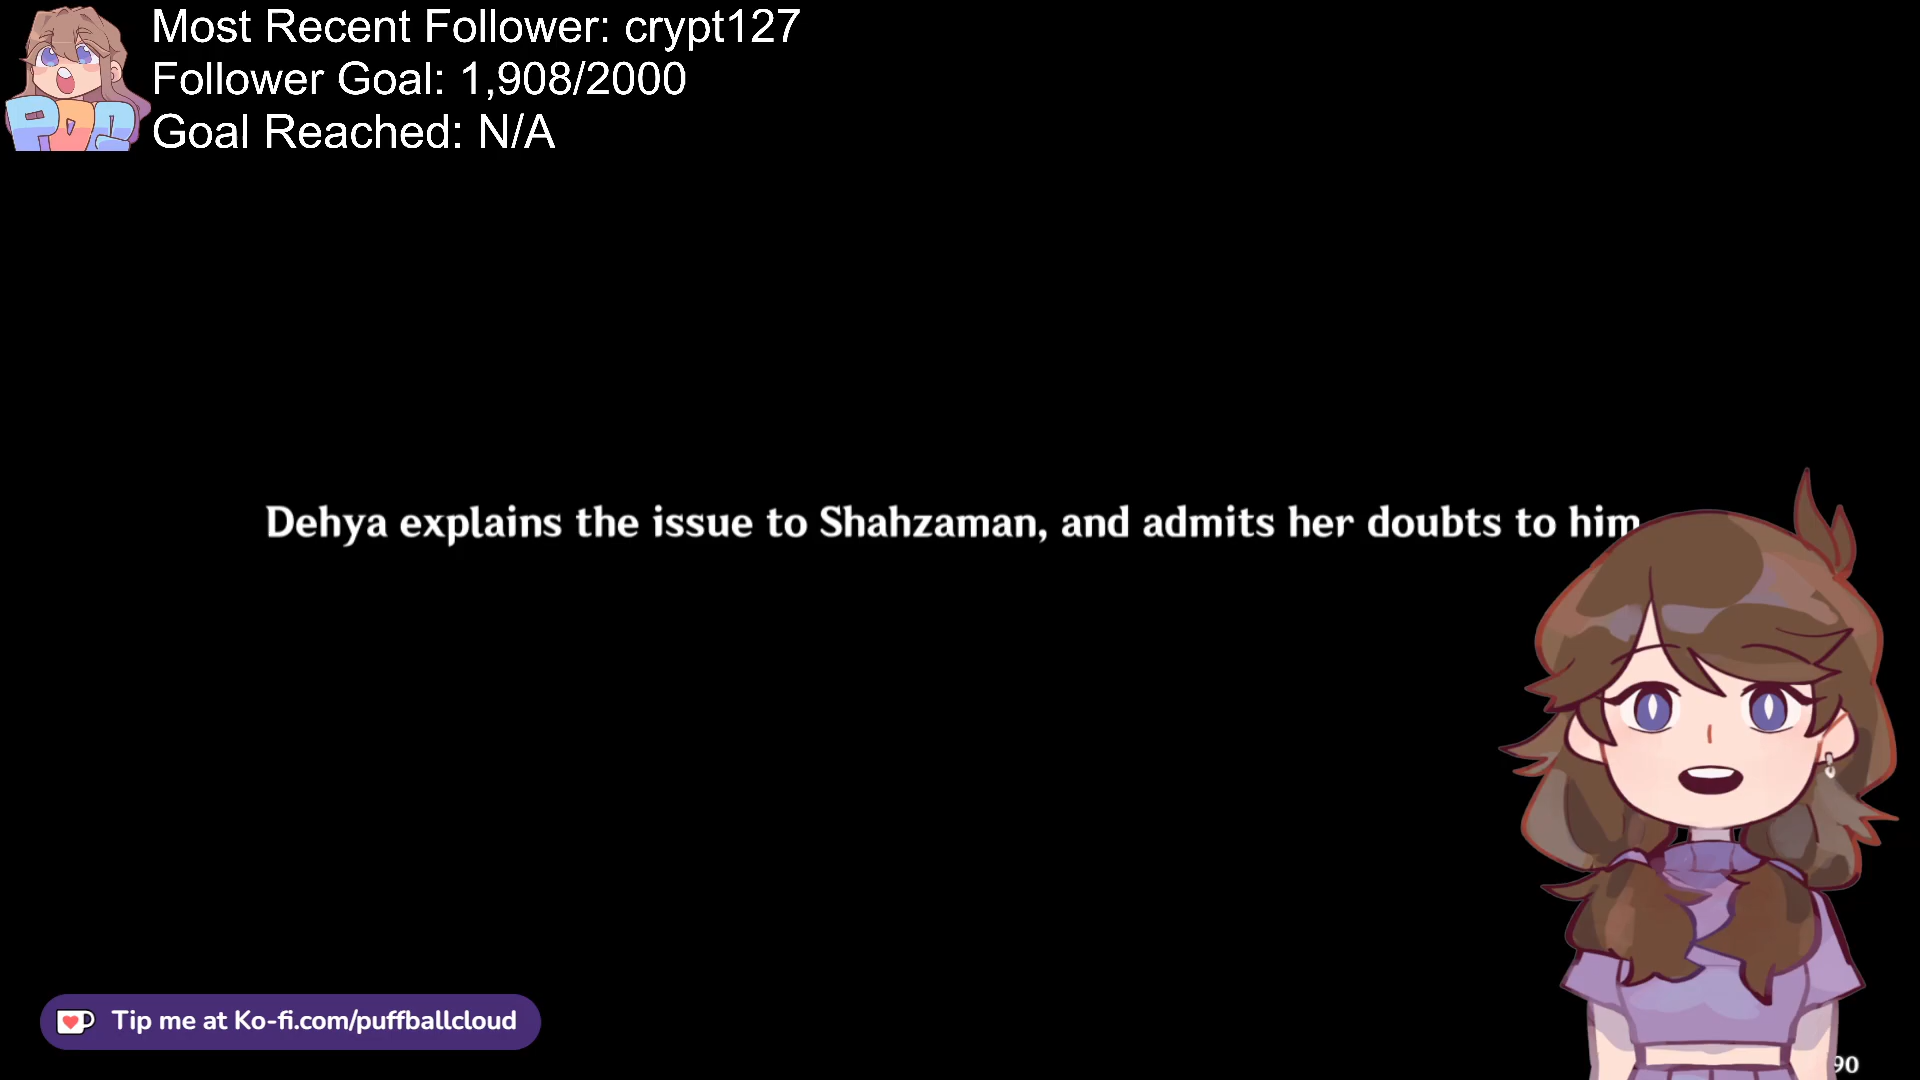 Most Recent Follower: crypt127
Follower Goal: 1,908/2000
Goal Reached: N/A
Dehya explains the issue to Shahzaman, and admits her doubts to him
Tip me at Ko-fi.com/puffballcloud